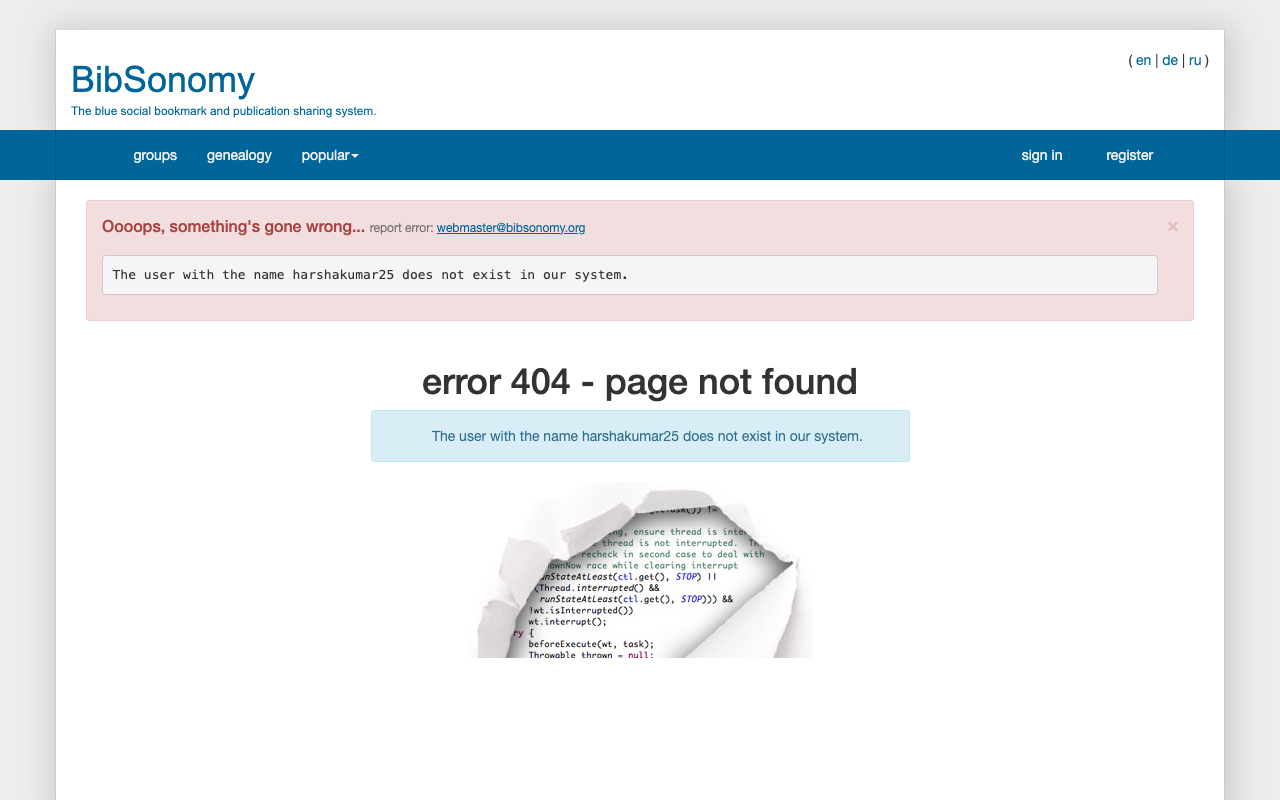 ( en | de | ru )
BibSonomy
The blue social bookmark and publication sharing system.
groups genealogy popular sign in register
Oooops, something's gone wrong... report error: webmaster@bibsonomy.org ×
The user with the name harshakumar25 does not exist in our system.
error 404 - page not found
The user with the name harshakumar25 does not exist in our system.
getTask()) !=
ensure thread is
thread is not interrupted.
recheck in second case to deal with
race while clearing interrupt
runStateAtLeast(ctl.get(), STOP) ||
(Thread.interrupted() &&
runStateAtLeast(ctl.get(), STOP))) &&
!wt.isInterrupted())
wt.interrupt();
{
beforeExecute(wt, task);
Throwable thrown = null;